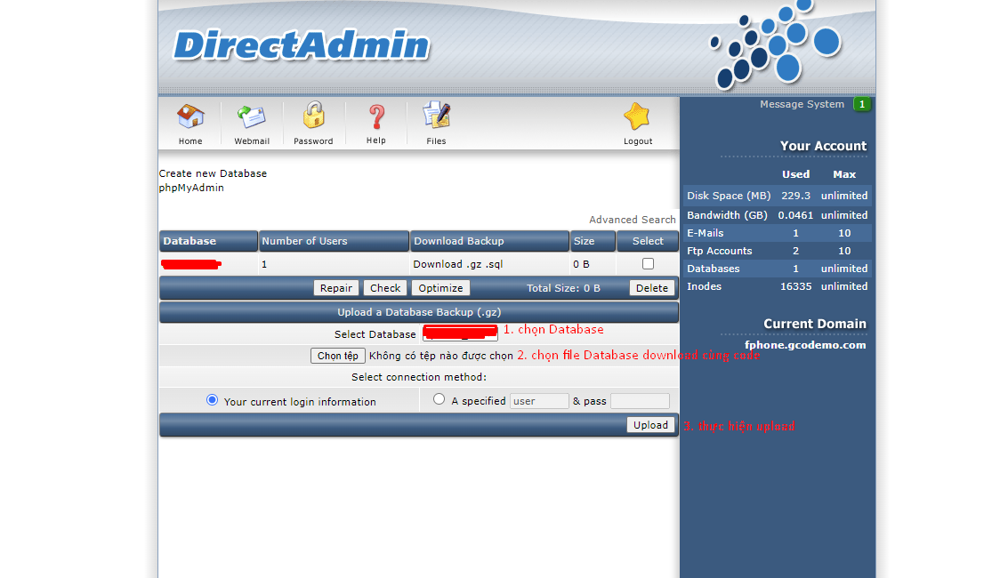 DirectAdmin
Message System 1
Home Webmail Password Help Files Logout
Your Account
Used Max
Disk Space (MB) 229.3 unlimited
Bandwidth (GB) 0.0461 unlimited
E-Mails 1 10
Ftp Accounts 2 10
Databases 1 unlimited
Inodes 16335 unlimited
Current Domain
fphone.gcodemo.com
Create new Database
phpMyAdmin
Advanced Search
Database Number of Users Download Backup Size Select
1 Download .gz .sql 0 B
Repair Check Optimize Total Size: 0 B Delete
Upload a Database Backup (.gz)
Select Database 1. chọn Database
Chọn tệp Không có tệp nào được chọn 2. chọn file Database download cùng code
Select connection method:
Your current login information A specified user & pass
Upload 3. thực hiện upload